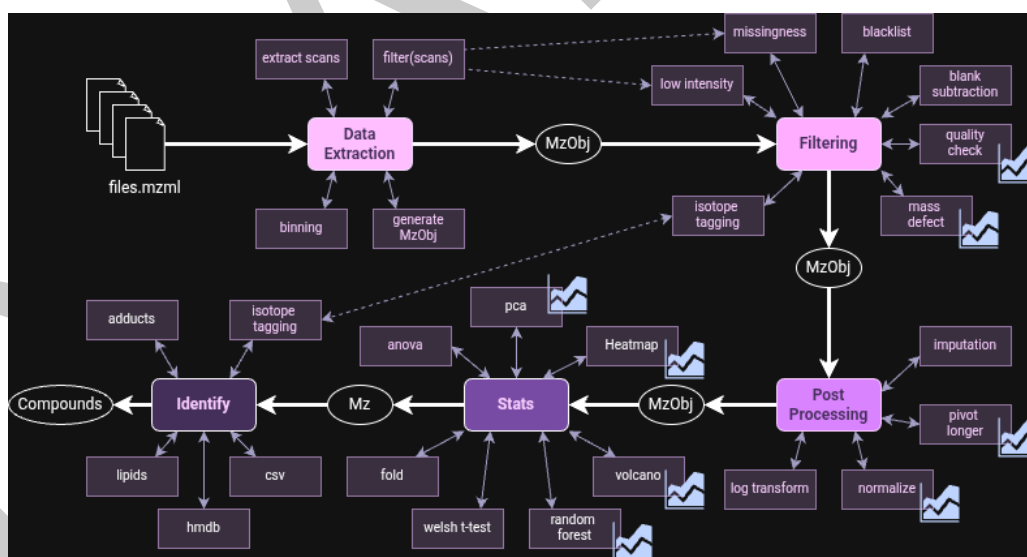 missingness
blacklist
extract scans
filter(scans)
low intensity
blank
subtraction
Data
Extraction
MzObj
Filtering
quality
check
files.mzml
binning
generate
MzObj
isotope
tagging
mass
defect
MzObj
adducts
isotope
tagging
pca
anova
Heatmap
imputation
Compounds
Identify
Mz
Stats
MzObj
Post
Processing
pivot
longer
lipids
csv
fold
volcano
log transform
normalize
hmdb
welsh t-test
random
forest